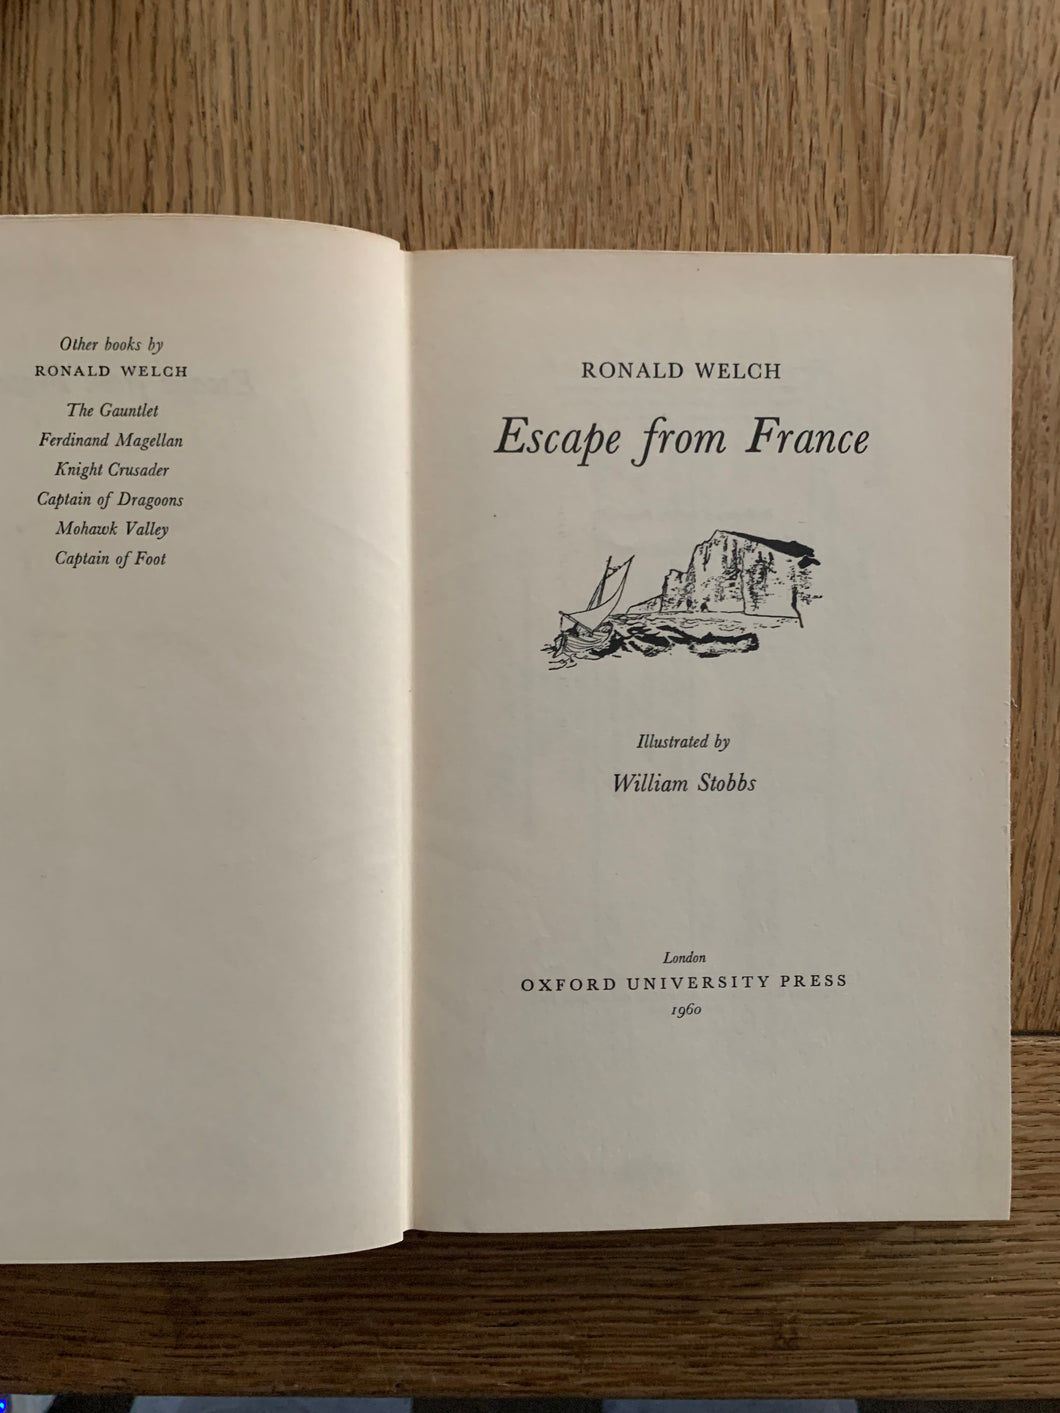 Other books by
RONALD WELCH
The Gauntlet
Ferdinand Magellan
Knight Crusader
Captain of Dragoons
Mohawk Valley
Captain of Foot
RONALD WELCH
Escape from France
Illustrated by
William Stobbs
London
OXFORD UNIVERSITY PRESS
1960